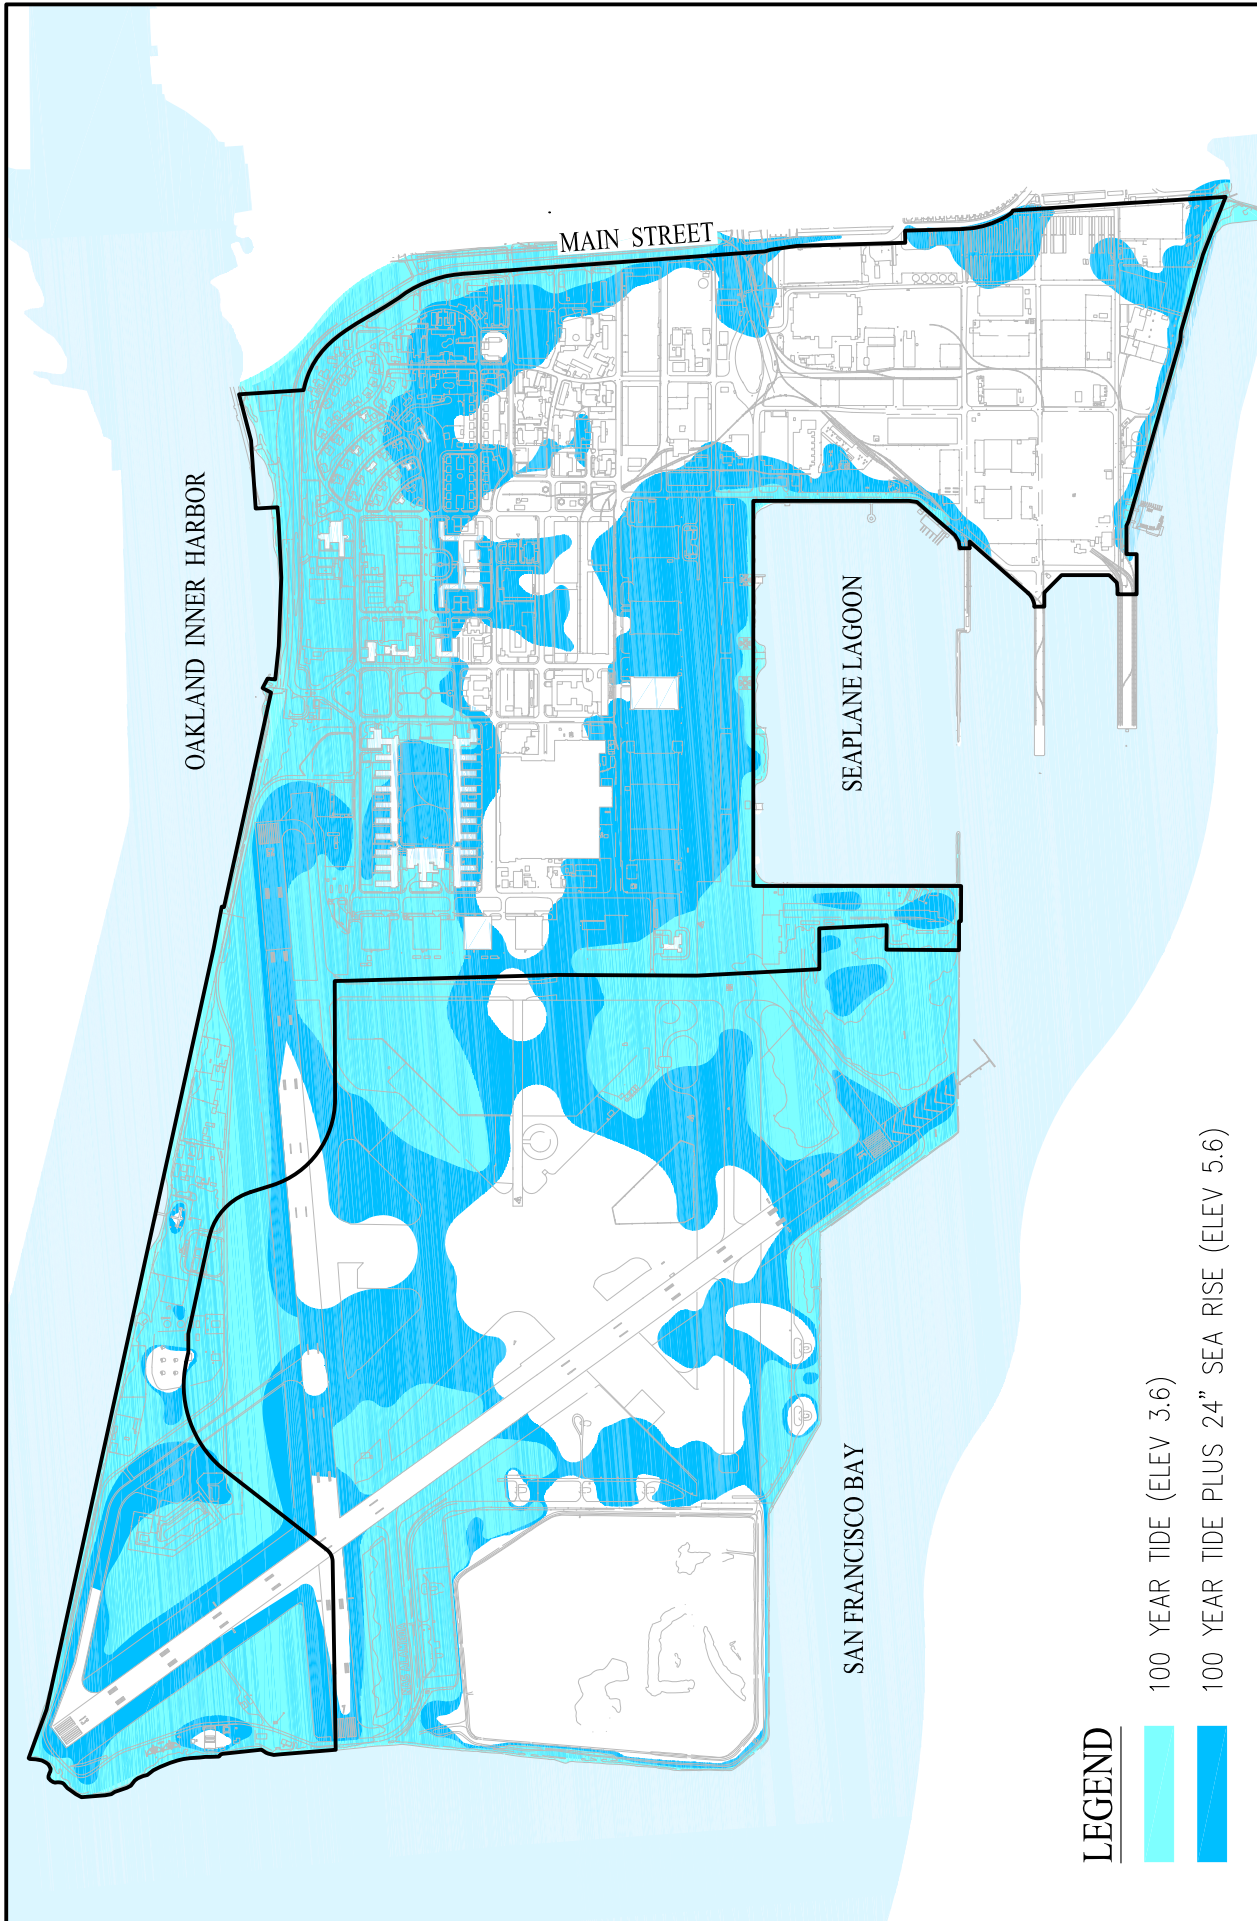 MAIN STREET
OAKLAND INNER HARBOR
SEAPLANE LAGOON
SAN FRANCISCO BAY
LEGEND
100 YEAR TIDE (ELEV 3.6)
100 YEAR TIDE PLUS 24" SEA RISE (ELEV 5.6)